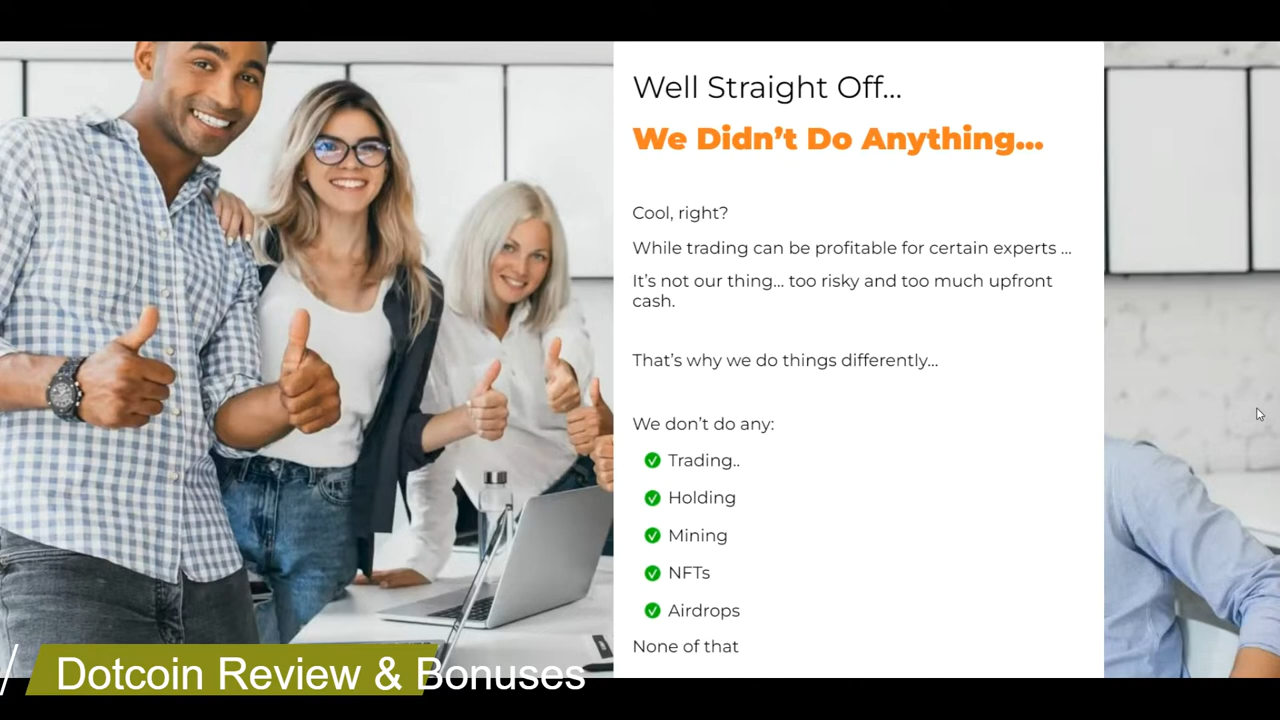 Well Straight Off...
We Didn't Do Anything...
Cool, right?
While trading can be profitable for certain experts ...
It's not our thing... too risky and too much upfront
cash.
That's why we do things differently...
We don't do any:
Trading..
Holding
Mining
NFTs
Airdrops
None of that
Dotcoin Review & Bonuses